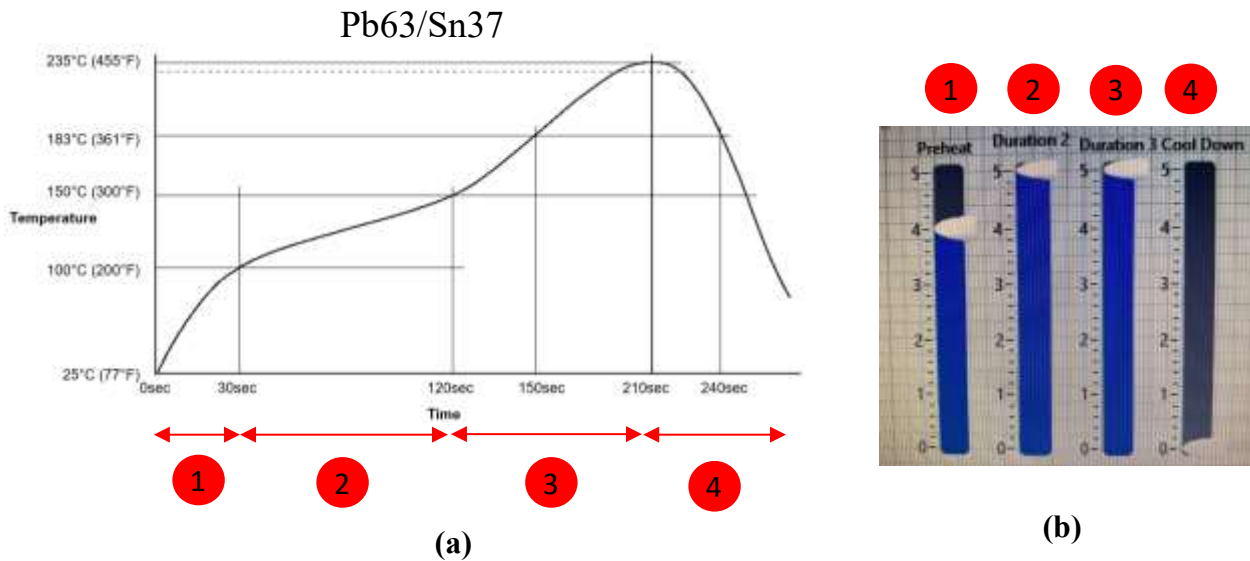 Pb63/Sn37
235°C (455°F)
183°C (361°F)
150°C (300°F)
Temperature
100°C (200°F)
25°C (77°F)
0sec 30sec 120sec 150sec 210sec 240sec
Time
1 2 3 4
(a)
1 2 3 4
Preheat Duration 2 Duration 3 Cool Down
5 5 5 5
4 4 4 4
3 3 3 3
2 2 2 2
1 1 1 1
0 0 0 0
(b)